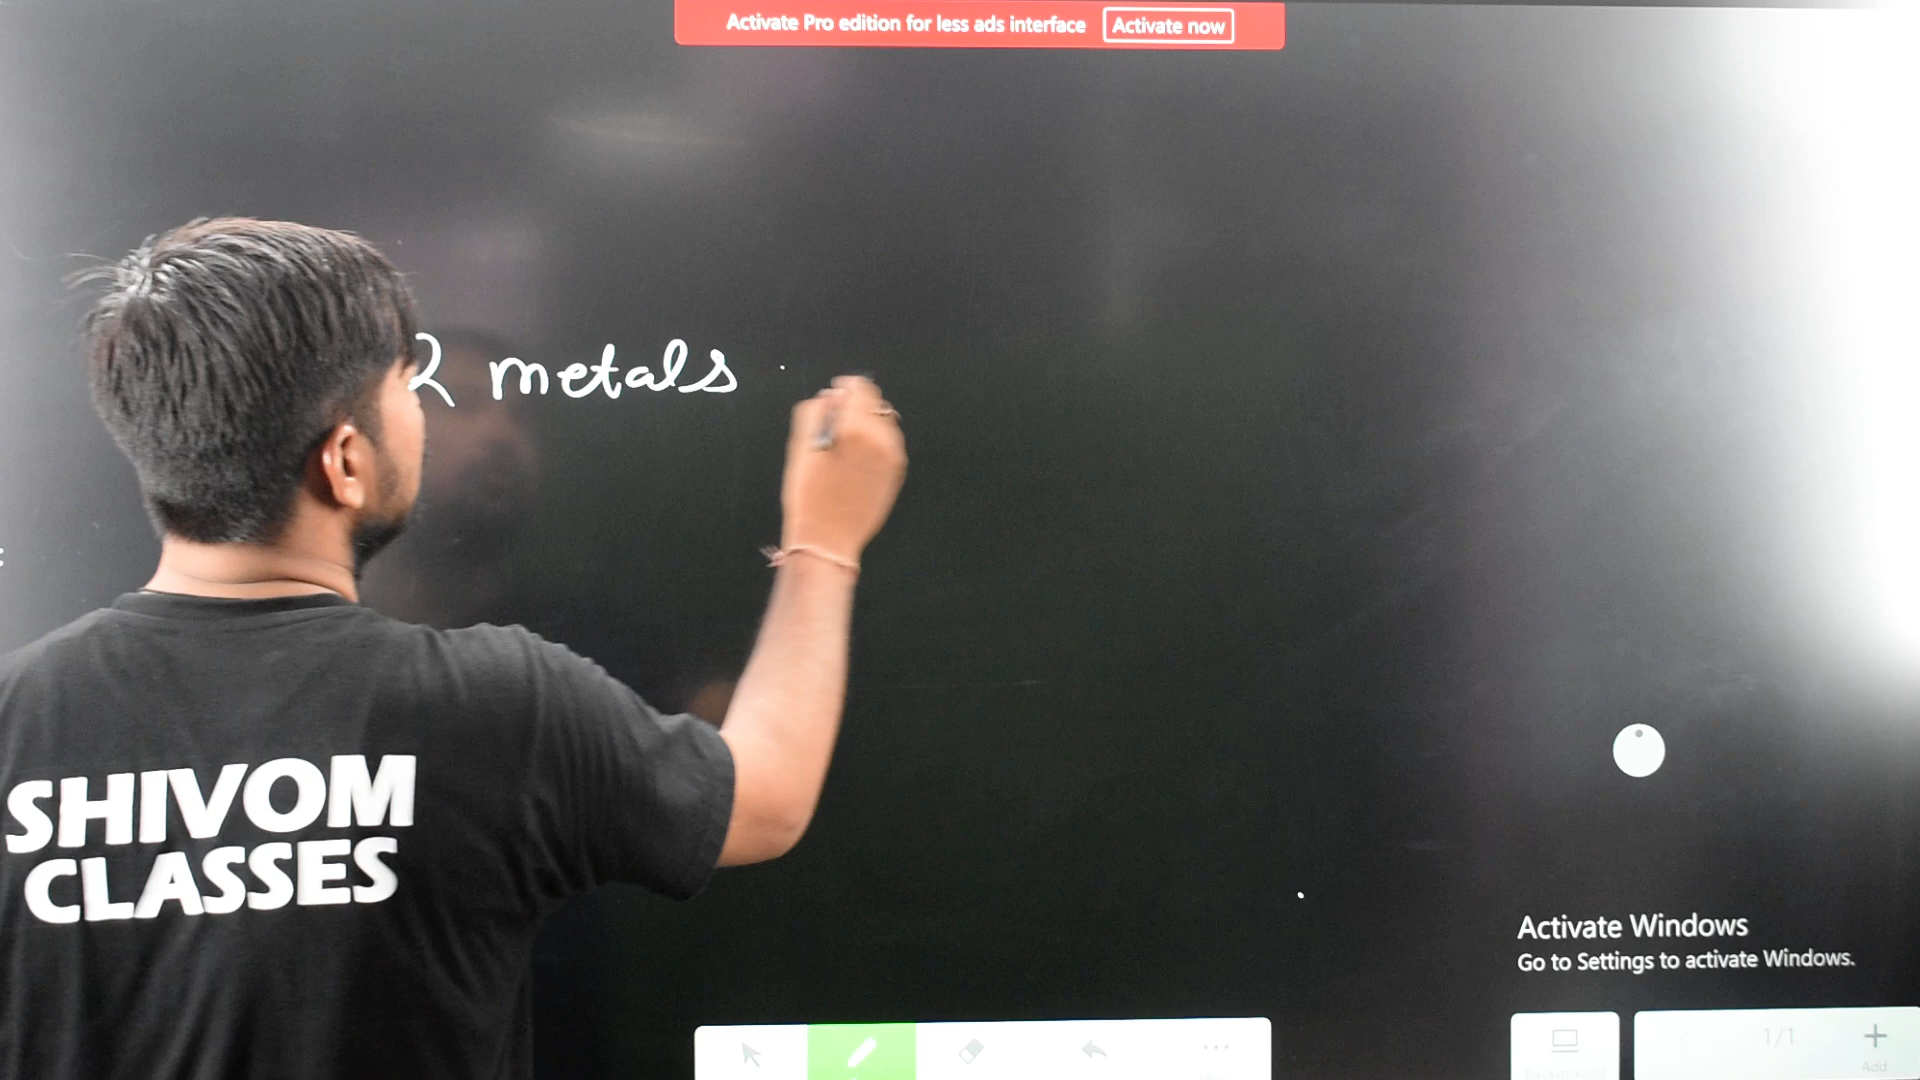 Activate Pro edition for less ads interface Activate now
2 metals
SHIVOM
CLASSES
Activate Windows
Go to Settings to activate Windows.
1/1
Add